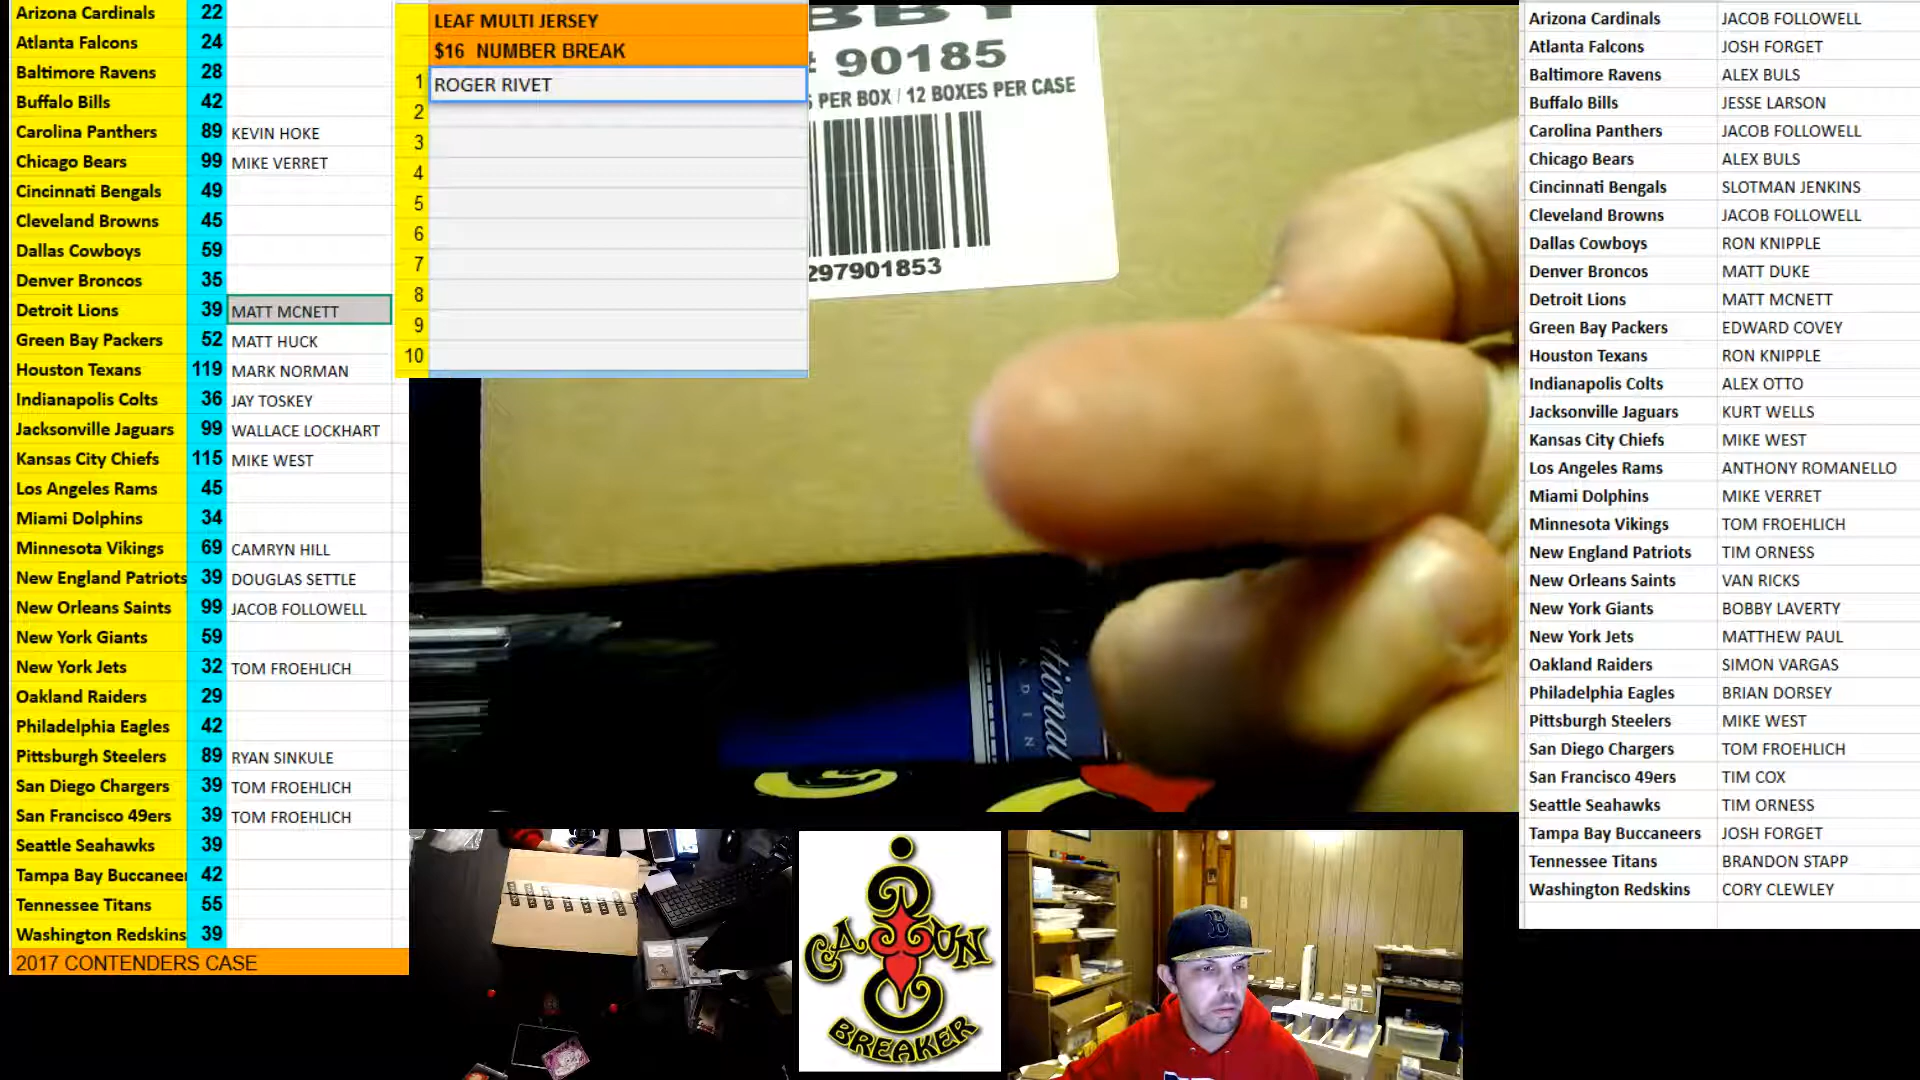 Arizona Cardinals 22
Atlanta Falcons 24
Baltimore Ravens 28
Buffalo Bills 42
Carolina Panthers 89 KEVIN HOKE
Chicago Bears 99 MIKE VERRET
Cincinnati Bengals 49
Cleveland Browns 45
Dallas Cowboys 59
Denver Broncos 35
Detroit Lions 39 MATT MCNETT
Green Bay Packers 52 MATT HUCK
Houston Texans 119 MARK NORMAN
Indianapolis Colts 36 JAY TOSKEY
Jacksonville Jaguars 99 WALLACE LOCKHART
Kansas City Chiefs 115 MIKE WEST
Los Angeles Rams 45
Miami Dolphins 34
Minnesota Vikings 69 CAMRYN HILL
New England Patriots 39 DOUGLAS SETTLE
New Orleans Saints 99 JACOB FOLLOWELL
New York Giants 59
New York Jets 32 TOM FROEHLICH
Oakland Raiders 29
Philadelphia Eagles 42
Pittsburgh Steelers 89 RYAN SINKULE
San Diego Chargers 39 TOM FROEHLICH
San Francisco 49ers 39 TOM FROEHLICH
Seattle Seahawks 39
Tampa Bay Buccaneer 42
Tennessee Titans 55
Washington Redskins 39
2017 CONTENDERS CASE
LEAF MULTI JERSEY
$16 NUMBER BREAK
1 ROGER RIVET
2
3
4
5
6
7
8
9
10
BBY
# 90185
PER BOX / 12 BOXES PER CASE
297901853
tional
CAJUN
BREAKER
Arizona Cardinals JACOB FOLLOWELL
Atlanta Falcons JOSH FORGET
Baltimore Ravens ALEX BULS
Buffalo Bills JESSE LARSON
Carolina Panthers JACOB FOLLOWELL
Chicago Bears ALEX BULS
Cincinnati Bengals SLOTMAN JENKINS
Cleveland Browns JACOB FOLLOWELL
Dallas Cowboys RON KNIPPLE
Denver Broncos MATT DUKE
Detroit Lions MATT MCNETT
Green Bay Packers EDWARD COVEY
Houston Texans RON KNIPPLE
Indianapolis Colts ALEX OTTO
Jacksonville Jaguars KURT WELLS
Kansas City Chiefs MIKE WEST
Los Angeles Rams ANTHONY ROMANELLO
Miami Dolphins MIKE VERRET
Minnesota Vikings TOM FROEHLICH
New England Patriots TIM ORNESS
New Orleans Saints VAN RICKS
New York Giants BOBBY LAVERTY
New York Jets MATTHEW PAUL
Oakland Raiders SIMON VARGAS
Philadelphia Eagles BRIAN DORSEY
Pittsburgh Steelers MIKE WEST
San Diego Chargers TOM FROEHLICH
San Francisco 49ers TIM COX
Seattle Seahawks TIM ORNESS
Tampa Bay Buccaneers JOSH FORGET
Tennessee Titans BRANDON STAPP
Washington Redskins CORY CLEWLEY